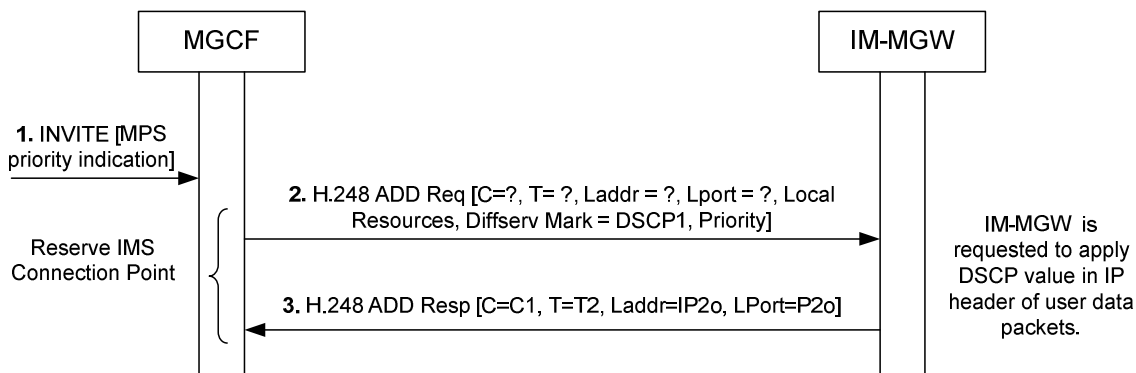 MGCF
IM-MGW
1. INVITE [MPS
priority indication]
2. H.248 ADD Req [C=?, T= ?, Laddr = ?, Lport = ?, Local
Resources, Diffserv Mark = DSCP1, Priority]
Reserve IMS
Connection Point
IM-MGW is
requested to apply
DSCP value in IP
header of user data
packets.
3. H.248 ADD Resp [C=C1, T=T2, Laddr=IP2o, LPort=P2o]